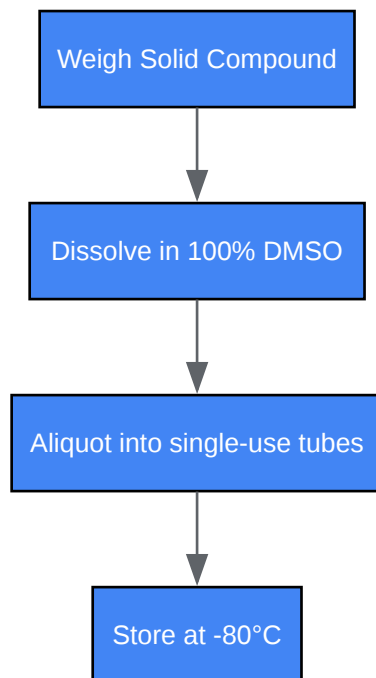 Weigh Solid Compound
Dissolve in 100% DMSO
Aliquot into single-use tubes
Store at -80°C